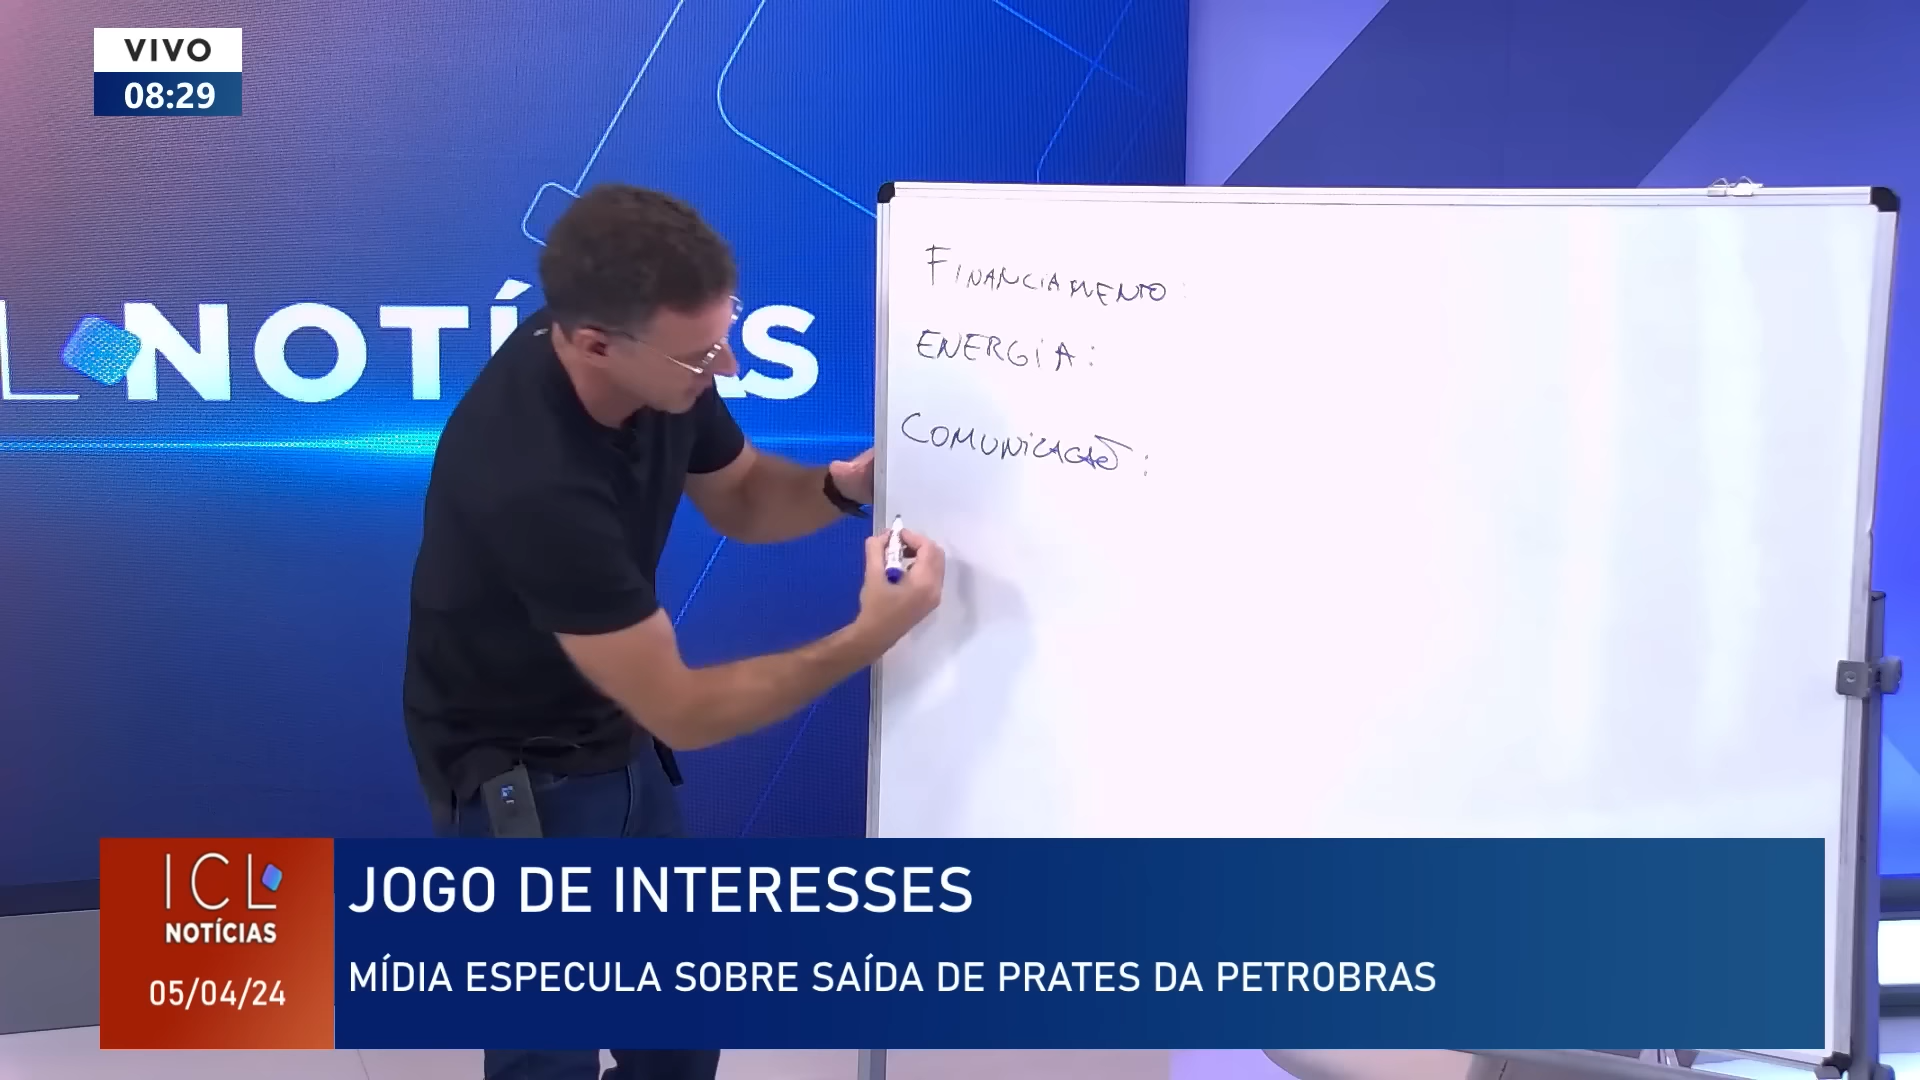 VIVO
08:29
L NOTÍAS
FINANCIAMENTO:
ENERGIA:
COMUNICAÇÃO:
ICL
NOTÍCIAS
05/04/24
JOGO DE INTERESSES
MÍDIA ESPECULA SOBRE SAÍDA DE PRATES DA PETROBRAS